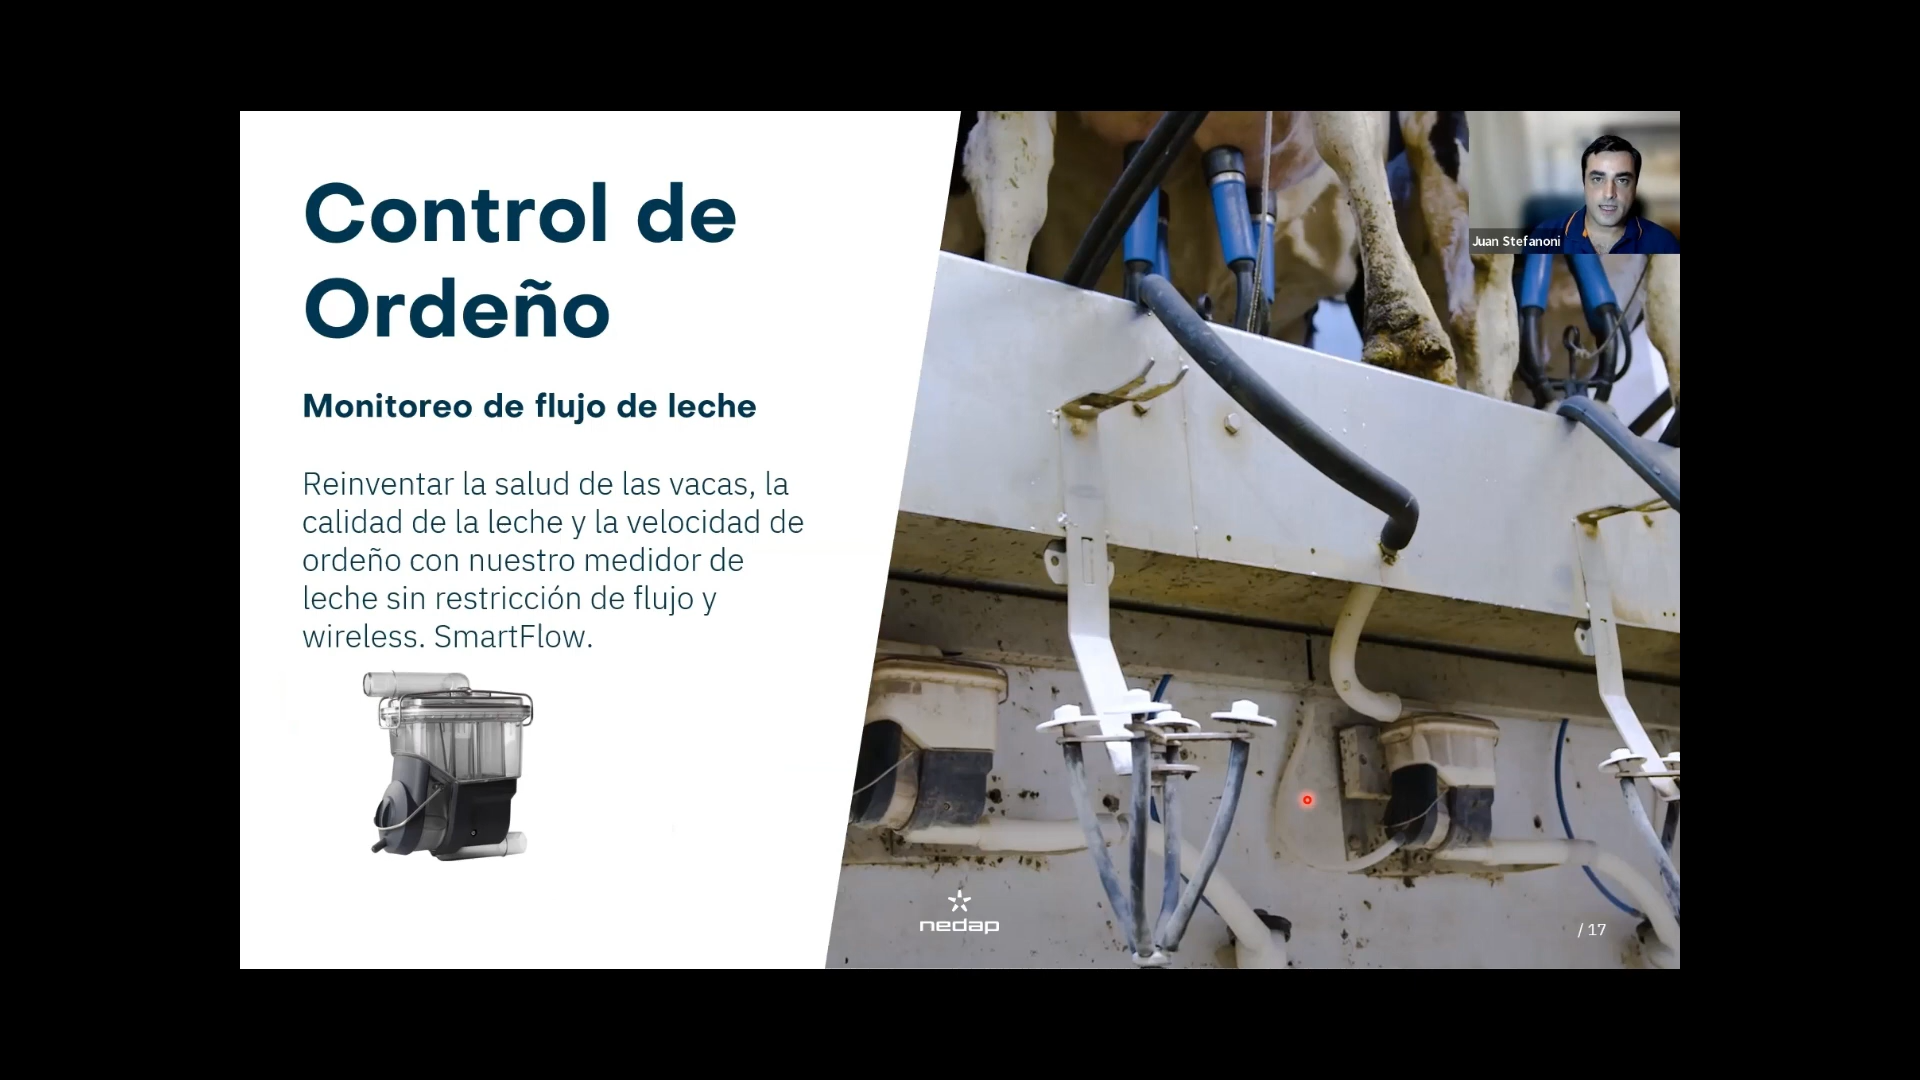 Control de
Ordeño
Monitoreo de flujo de leche
Reinventar la salud de las vacas, la
calidad de la leche y la velocidad de
ordeño con nuestro medidor de
leche sin restricción de flujo y
wireless. SmartFlow.
Juan Stefanoni
nedap
/ 17